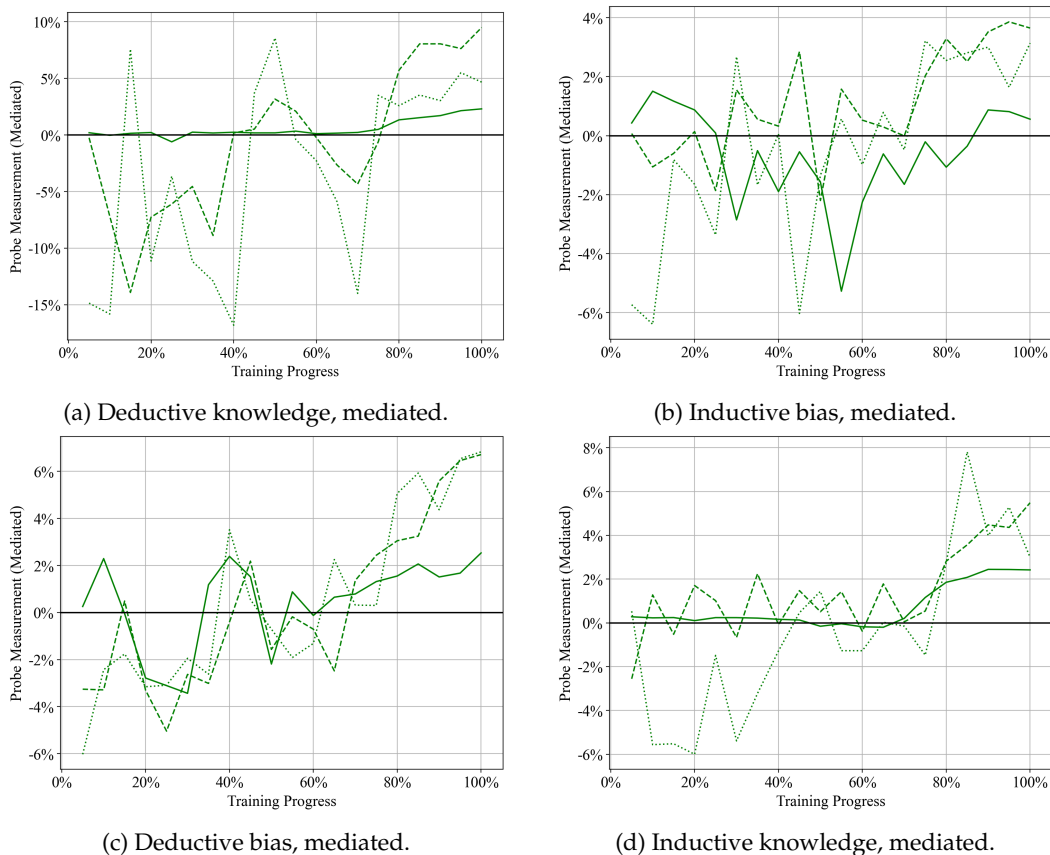 10%
5%
0%
-5%
-10%
-15%
Probe Measurement (Mediated)
0% 20% 40% 60% 80% 100%
Training Progress
(a) Deductive knowledge, mediated.
4%
2%
0%
-2%
-4%
-6%
Probe Measurement (Mediated)
0% 20% 40% 60% 80% 100%
Training Progress
(b) Inductive bias, mediated.
6%
4%
2%
0%
-2%
-4%
-6%
Probe Measurement (Mediated)
0% 20% 40% 60% 80% 100%
Training Progress
(c) Deductive bias, mediated.
8%
6%
4%
2%
0%
-2%
-4%
-6%
Probe Measurement (Mediated)
0% 20% 40% 60% 80% 100%
Training Progress
(d) Inductive knowledge, mediated.